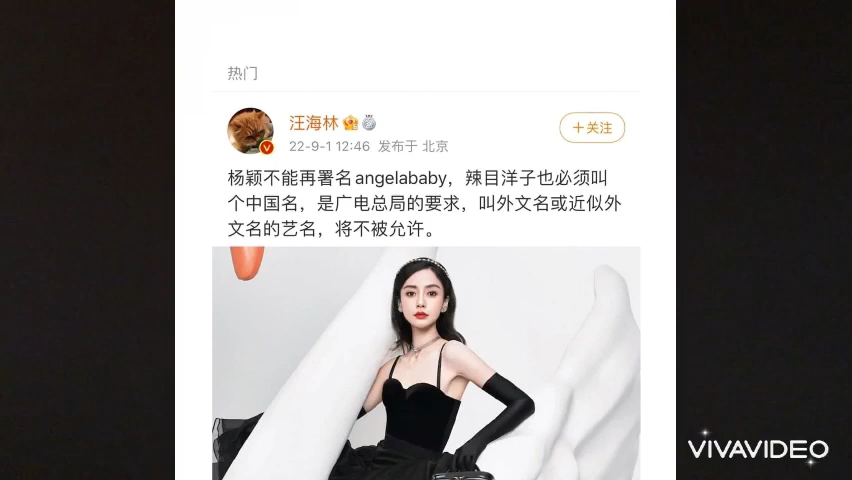 热门
汪海林
+关注
22-9-1 12:46 发布于 北京
杨颖不能再署名angelababy，辣目洋子也必须叫
个中国名，是广电总局的要求，叫外文名或近似外
文名的艺名，将不被允许。
VIVAVIDEO